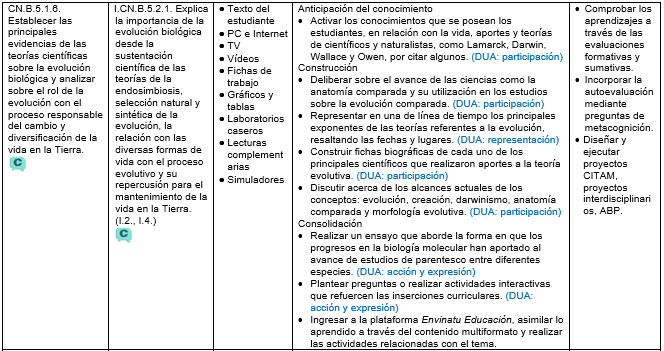 CN.B.5.1.6.
Establecer las
principales
evidencias de las
teorías científicas
sobre la evolución
biológica y analizar
sobre el rol de la
evolución con el
proceso responsable
del cambio y
diversificación de la
vida en la Tierra.
C
I.CN.B.5.2.1. Explica
la importancia de la
evolución biológica
desde la
sustentación
científica de las
teorías de la
endosimbiosis,
selección natural y
sintética de la
evolución, la
relación con las
diversas formas de
vida con el proceso
evolutivo y su
repercusión para el
mantenimiento de la
vida en la Tierra.
(I.2., I.4.)
C
● Texto del
estudiante
● PC e Internet
● TV
● Vídeos
● Fichas de
trabajo
● Gráficos y
tablas
● Laboratorios
caseros
● Lecturas
complement
arias
● Simuladores
Anticipación del conocimiento
• Activar los conocimientos que se posean los
estudiantes, en relación con la vida, aportes y teorías
de científicos y naturalistas, como Lamarck, Darwin,
Wallace y Owen, por citar algunos. (DUA: participación)
Construcción
• Deliberar sobre el avance de las ciencias como la
anatomía comparada y su utilización en los estudios
sobre la evolución comparada. (DUA: participación)
• Representar en una línea de tiempo los principales
exponentes de las teorías referentes a la evolución,
resaltando las fechas y lugares. (DUA: representación)
• Construir fichas biográficas de cada uno de los
principales científicos que realizaron aportes a la teoría
evolutiva. (DUA: participación)
• Discutir acerca de los alcances actuales de los
conceptos: evolución, creación, darwinismo, anatomía
comparada y morfología evolutiva. (DUA: participación)
Consolidación
• Realizar un ensayo que aborde la forma en que los
progresos en la biología molecular han aportado al
avance de estudios de parentesco entre diferentes
especies. (DUA: acción y expresión)
• Plantear preguntas o realizar actividades interactivas
que refuercen las inserciones curriculares. (DUA:
acción y expresión)
• Ingresar a la plataforma Envinatu Educación, asimilar lo
aprendido a través del contenido multiformato y realizar
las actividades relacionadas con el tema.
• Comprobar los
aprendizajes a
través de las
evaluaciones
formativas y
sumativas.
• Incorporar la
autoevaluación
mediante
preguntas de
metacognición.
• Diseñar y
ejecutar
proyectos
CITAM,
proyectos
interdisciplinari
os, ABP.